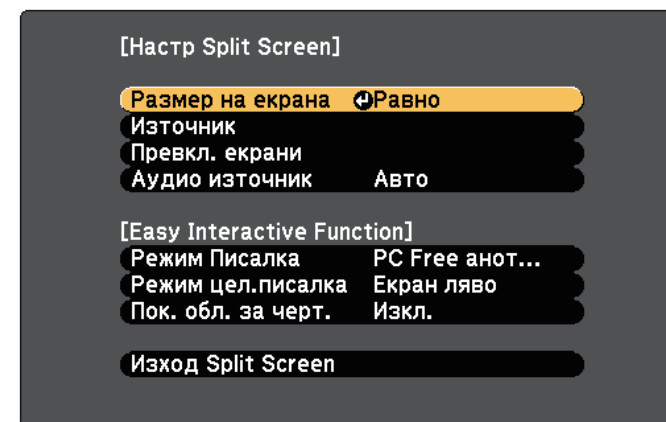 [Настр Split Screen]
Размер на екрана Равно
Източник
Превкл. екрани
Аудио източник Авто
[Easy Interactive Function]
Режим Писалка PC Free анот...
Режим цел.писалка Екран ляво
Пок. обл. за черт. Изкл.
Изход Split Screen